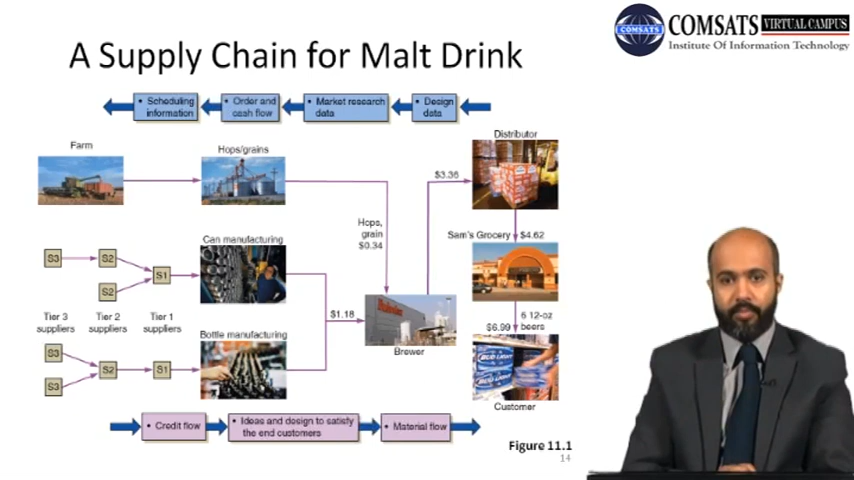 COMSATS VIRTUAL CAMPUS
Institute Of Information Technology
COMSATS
A Supply Chain for Malt Drink
• Scheduling
information
• Order and
cash flow
• Market research
data
• Design
data
Farm
Hops/grains
Distributor
$3.36
Hops,
grain
$0.34
Sam's Grocery
$4.62
Can manufacturing
S3
S2
S1
S2
Tier 3
suppliers
Tier 2
suppliers
Tier 1
suppliers
$1.18
Brewer
6 12-oz
beers
$6.99
Bottle manufacturing
S3
S2
S1
S3
BUD LIGHT
Customer
• Credit flow
• Ideas and design to satisfy
the end customers
• Material flow
Figure 11.1
14